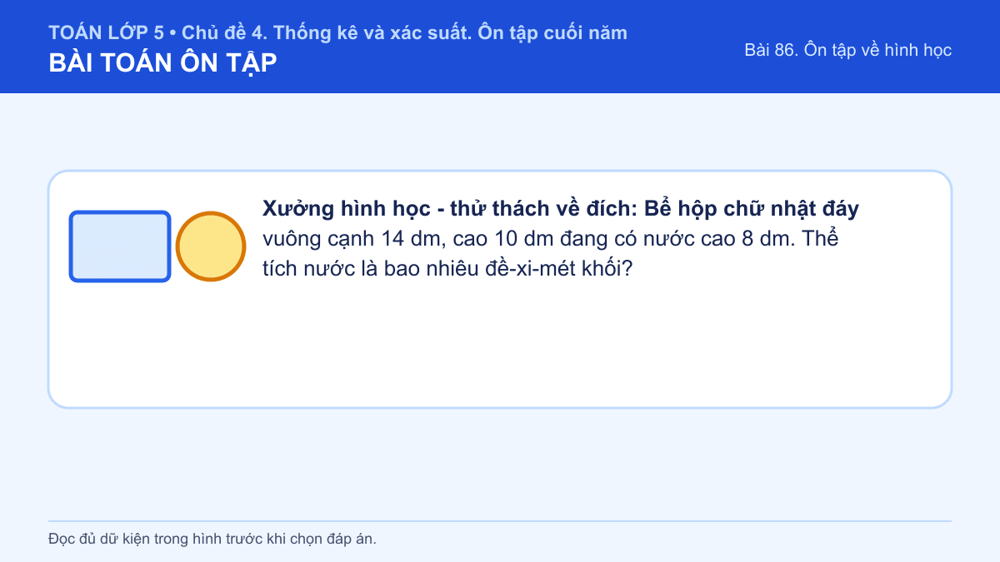 TOÁN LỚP 5 • Chủ đề 4. Thống kê và xác suất. Ôn tập cuối năm
BÀI TOÁN ÔN TẬP
Bài 86. Ôn tập về hình học
Xưởng hình học - thử thách về đích: Bể hộp chữ nhật đáy
vuông cạnh 14 dm, cao 10 dm đang có nước cao 8 dm. Thể
tích nước là bao nhiêu đề-xi-mét khối?
Đọc đủ dữ kiện trong hình trước khi chọn đáp án.